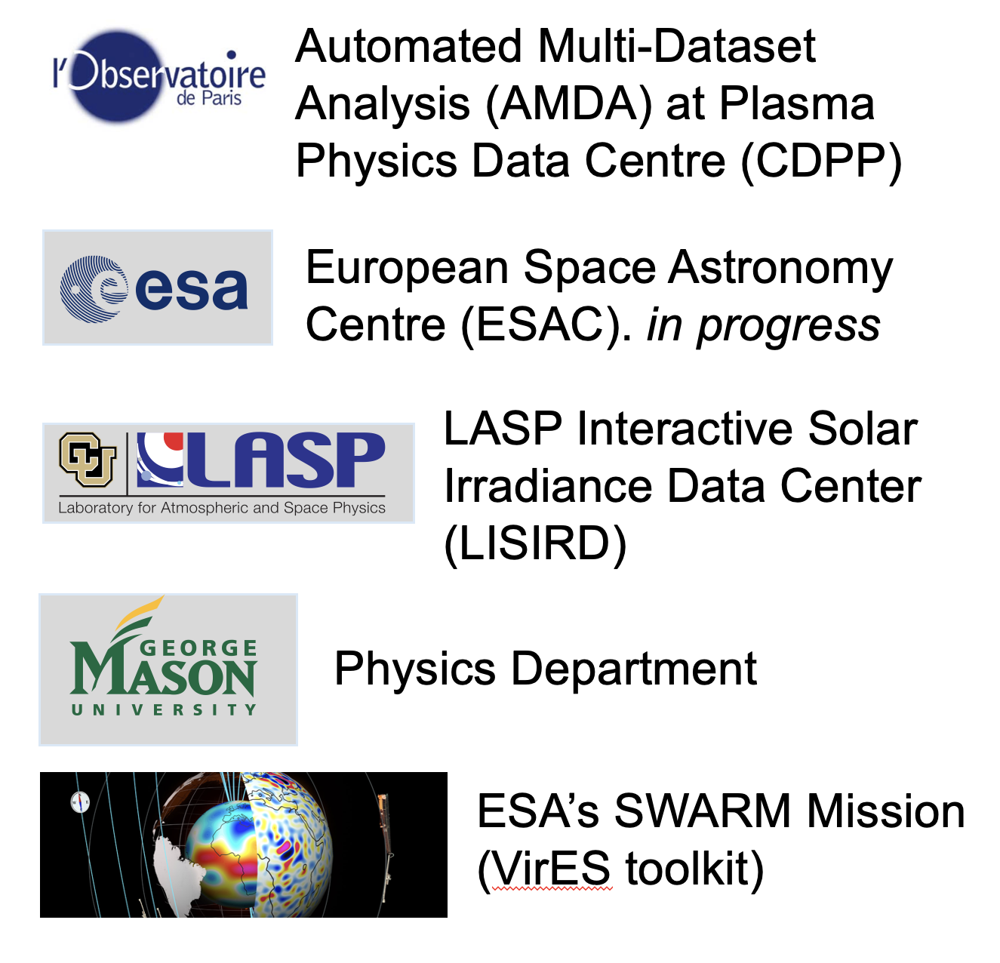 l'Observatoire
de Paris
Automated Multi-Dataset
Analysis (AMDA) at Plasma
Physics Data Centre (CDPP)
esa
European Space Astronomy
Centre (ESAC). in progress
CU LASP
Laboratory for Atmospheric and Space Physics
LASP Interactive Solar
Irradiance Data Center
(LISIRD)
GEORGE
MASON
UNIVERSITY
Physics Department
ESA’s SWARM Mission
(VirES toolkit)